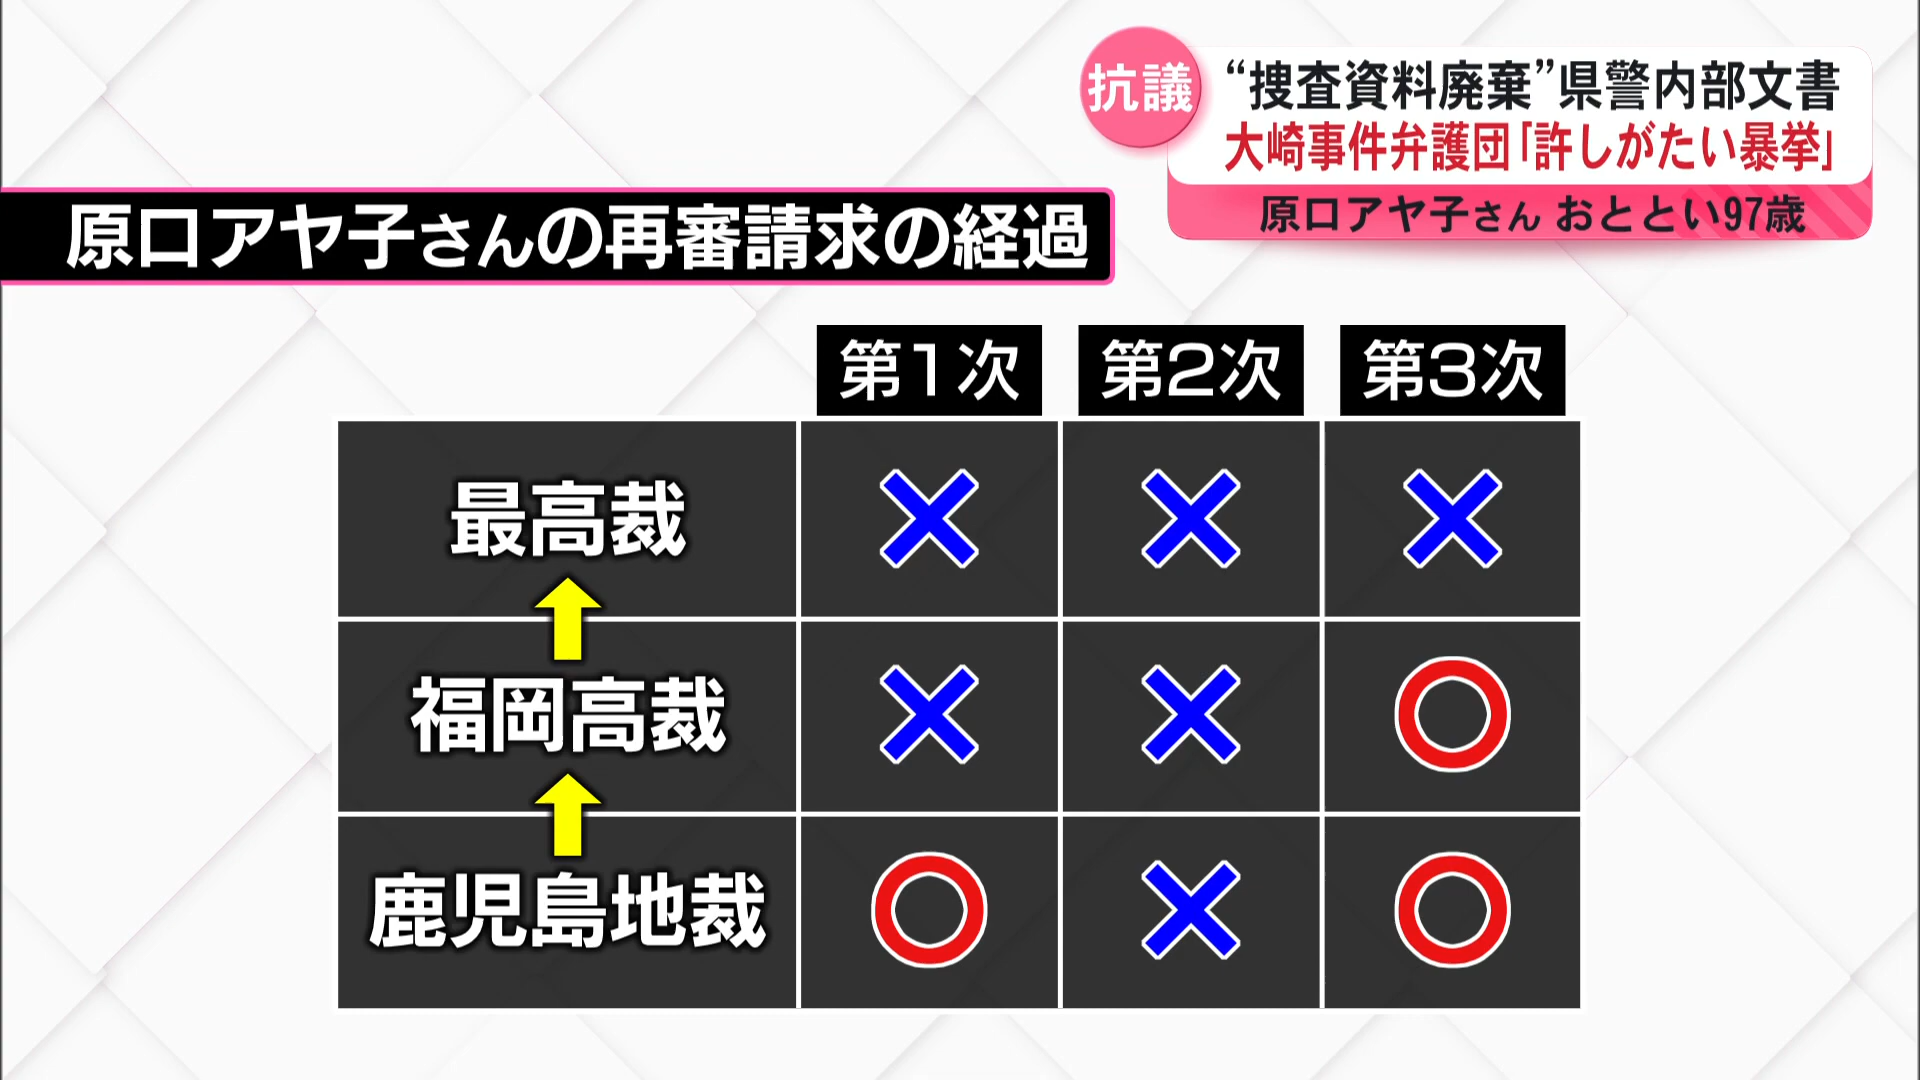 抗議
“捜査資料廃棄”県警内部文書
大崎事件弁護団「許しがたい暴挙」
原口アヤ子さん おととい97歳
原口アヤ子さんの再審請求の経過
第1次 第2次 第3次
最高裁 × × ×
福岡高裁 × × ○
鹿児島地裁 ○ × ○